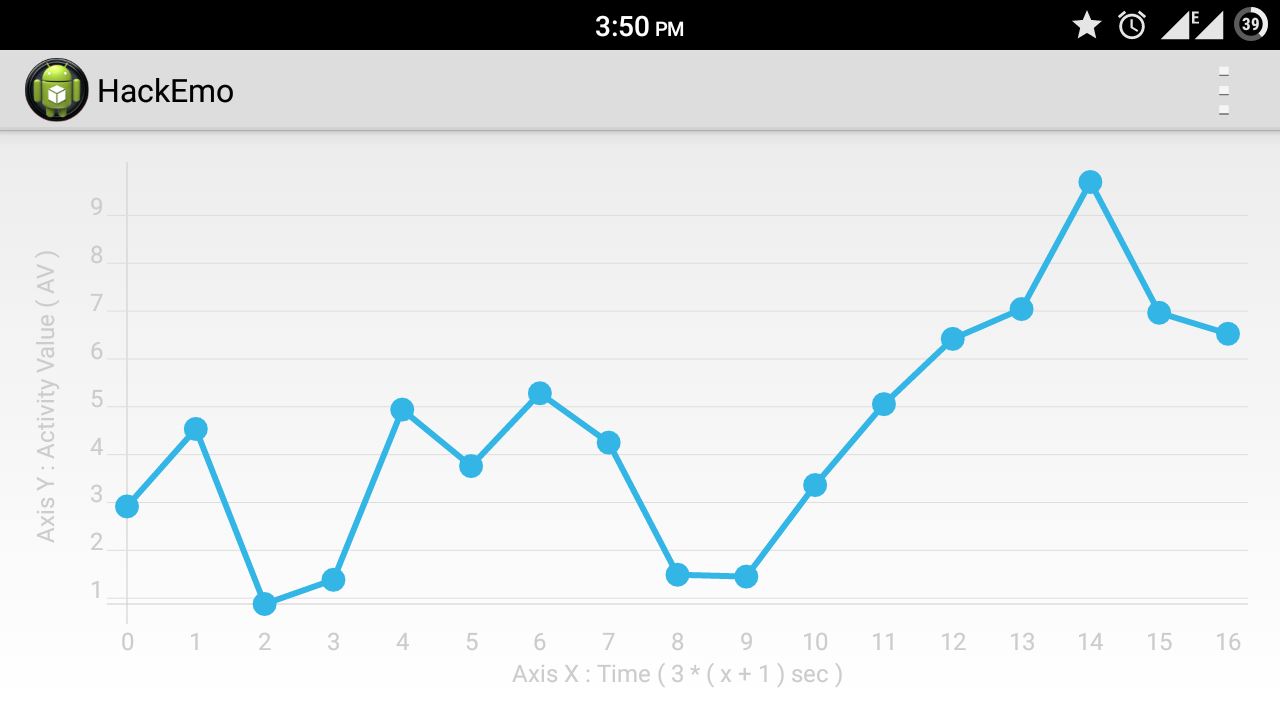 3:50 PM
E
39
HackEmo
9
8
7
6
5
4
3
2
1
Axis Y : Activity Value ( AV )
0 1 2 3 4 5 6 7 8 9 10 11 12 13 14 15 16
Axis X : Time ( 3 * ( x + 1 ) sec )